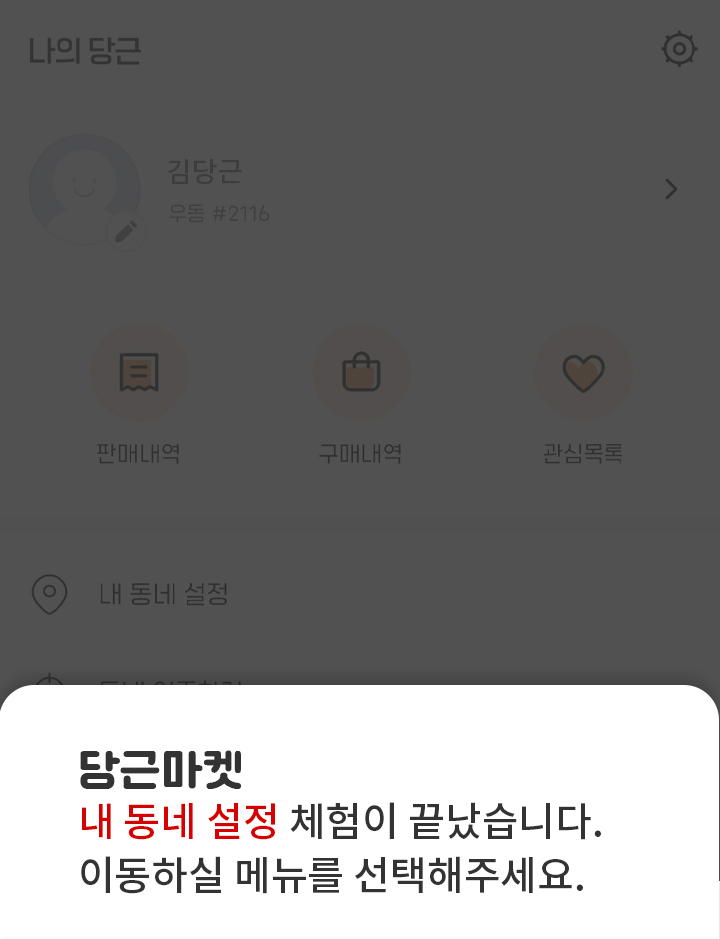 나의 당근
김당근
우동 #2116
판매내역
구매내역
관심목록
내 동네 설정
당근마켓
내 동네 설정 체험이 끝났습니다.
이동하실 메뉴를 선택해주세요.